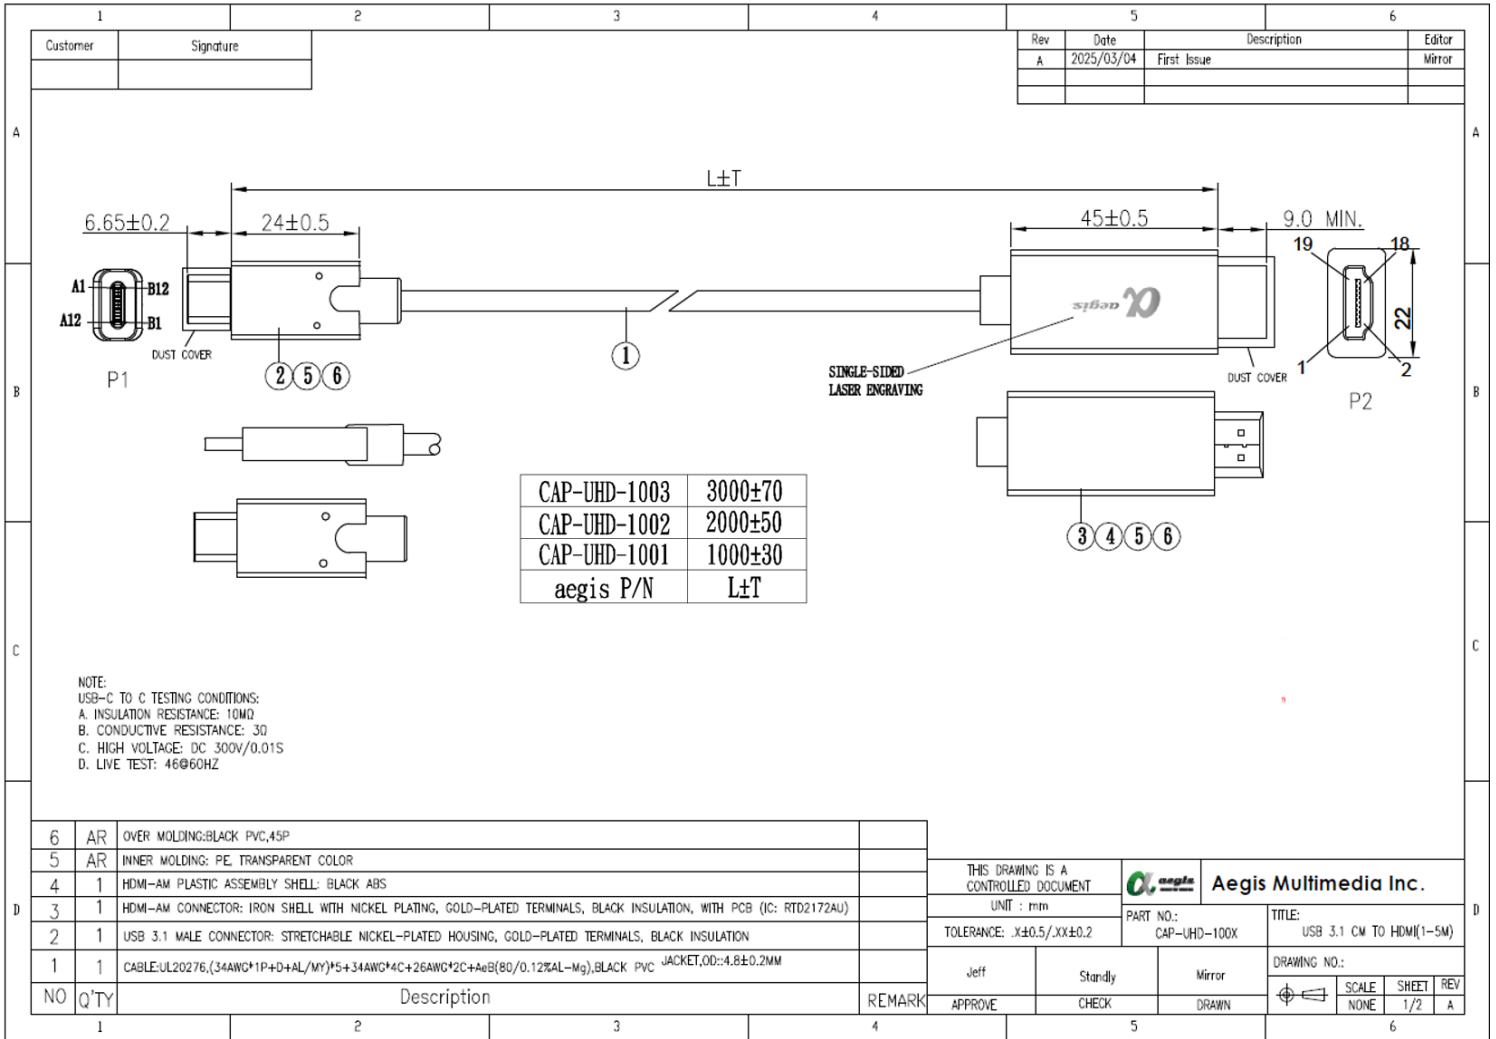 1 2 3 4 5 6
Customer Signature
Rev Date Description Editor
A 2025/03/04 First Issue Mirror
A A
L±T
6.65±0.2 24±0.5 45±0.5 9.0 MIN.
19 18
A1 B12
A12 B1
aegis
22
DUST COVER
P1
2 5 6
1
SINGLE-SIDED
LASER ENGRAVING
DUST COVER
1 2
P2
B B
CAP-UHD-1003 3000±70
CAP-UHD-1002 2000±50
CAP-UHD-1001 1000±30
aegis P/N L±T
3 4 5 6
C C
NOTE:
USB-C TO C TESTING CONDITIONS:
A. INSULATION RESISTANCE: 10MΩ
B. CONDUCTIVE RESISTANCE: 3Ω
C. HIGH VOLTAGE: DC 300V/0.01S
D. LIVE TEST: 46@60HZ
6 AR OVER MOLDING:BLACK PVC,45P
5 AR INNER MOLDING: PE, TRANSPARENT COLOR
4 1 HDMI-AM PLASTIC ASSEMBLY SHELL: BLACK ABS
3 1 HDMI-AM CONNECTOR: IRON SHELL WITH NICKEL PLATING, GOLD-PLATED TERMINALS, BLACK INSULATION, WITH PCB (IC: RTD2172AU)
2 1 USB 3.1 MALE CONNECTOR: STRETCHABLE NICKEL-PLATED HOUSING, GOLD-PLATED TERMINALS, BLACK INSULATION
1 1 CABLE:UL20276,(34AWG*1P+D+AL/MY)*5+34AWG*4C+26AWG*2C+AeB(80/0.12%AL-Mg),BLACK PVC JACKET,OD::4.8±0.2MM
NO Q'TY Description REMARK
D D
THIS DRAWING IS A
CONTROLLED DOCUMENT
aegis
Aegis Multimedia Inc.
UNIT : mm
TOLERANCE: .X±0.5/.XX±0.2
PART NO.:
CAP-UHD-100X
TITLE:
USB 3.1 CM TO HDMI(1-5M)
Jeff Standly Mirror
APPROVE CHECK DRAWN
DRAWING NO.:
SCALE SHEET REV
NONE 1/2 A
1 2 3 4 5 6